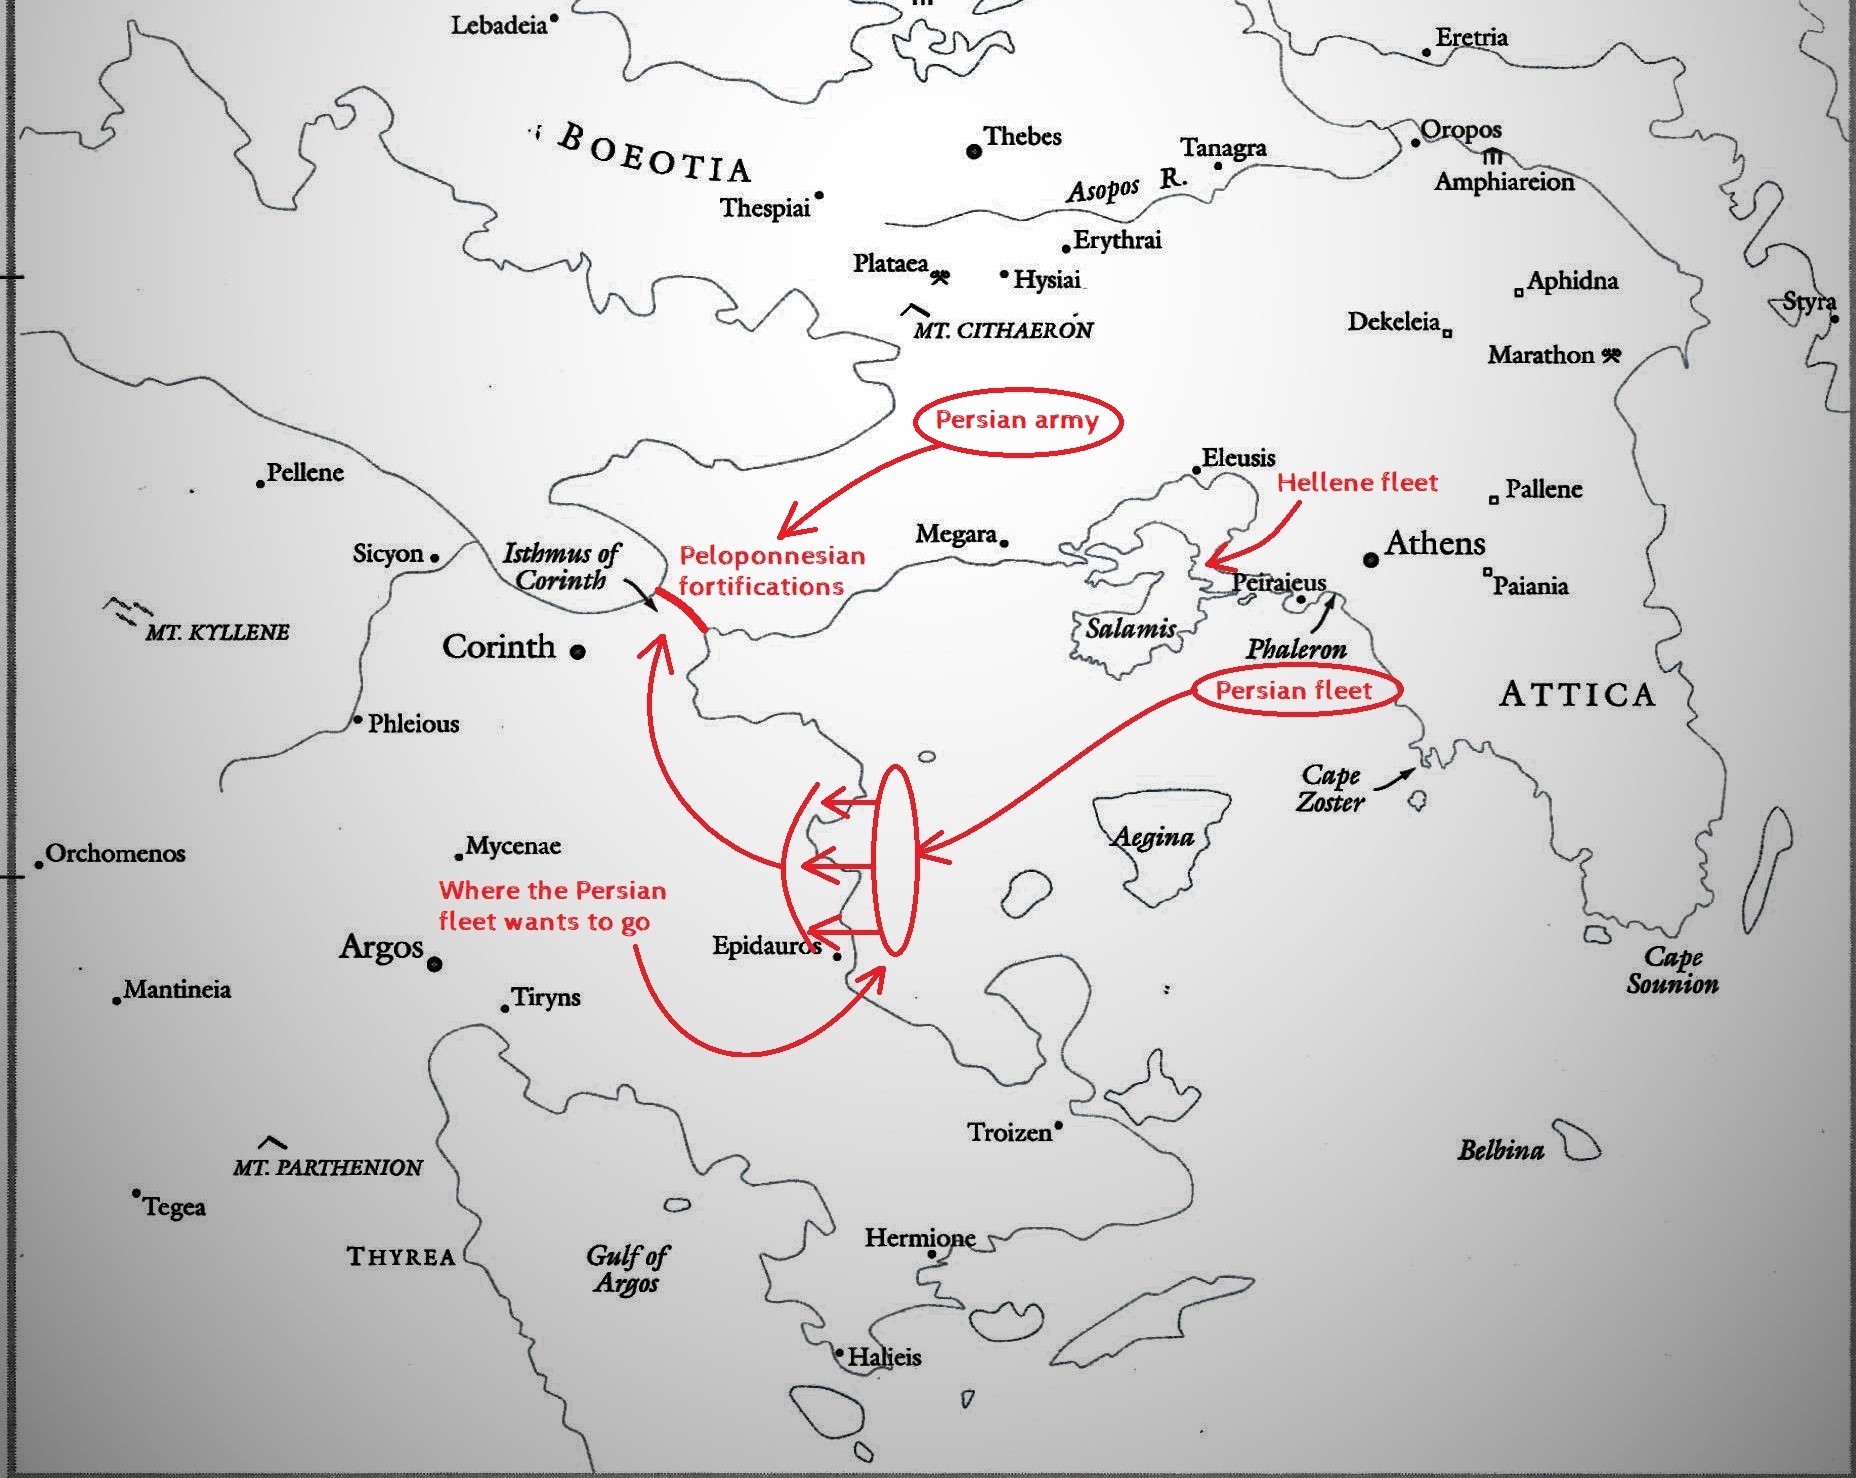 Lebadeia
Eretria
BOEOTIA
Thebes
Tanagra
Oropos
Amphiareion
Thespiai
Asopos R.
Erythrai
Plataea
Hysiai
Aphidna
Styra
MT. CITHAERON
Dekeleia
Marathon
Persian army
Pellene
Eleusis
Hellene fleet
Pallene
Sicyon
Isthmus of
Corinth
Peloponnesian
fortifications
Megara
Athens
Peiraieus
Paiania
MT. KYLLENE
Corinth
Salamis
Phaleron
Persian fleet
ATTICA
Phleious
Cape
Zoster
Aegina
Orchomenos
Mycenae
Where the Persian
fleet wants to go
Argos
Epidauros
Cape
Sounion
Mantineia
Tiryns
Troizen
Belbina
MT. PARTHENION
Tegea
THYREA
Gulf of
Argos
Hermione
Halieis